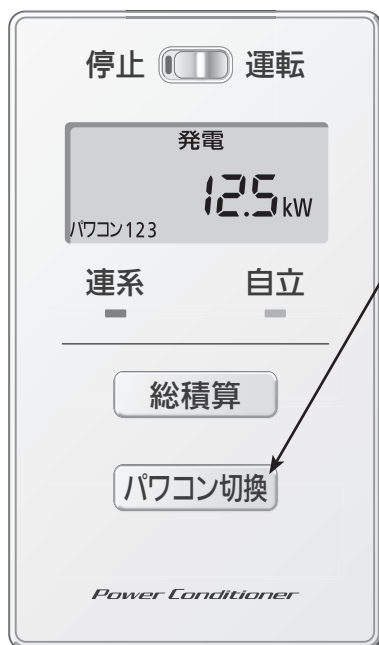 停止 運転
発電
12.5kW
パワコン123
連系 自立
総積算
パワコン切換
Power Conditioner